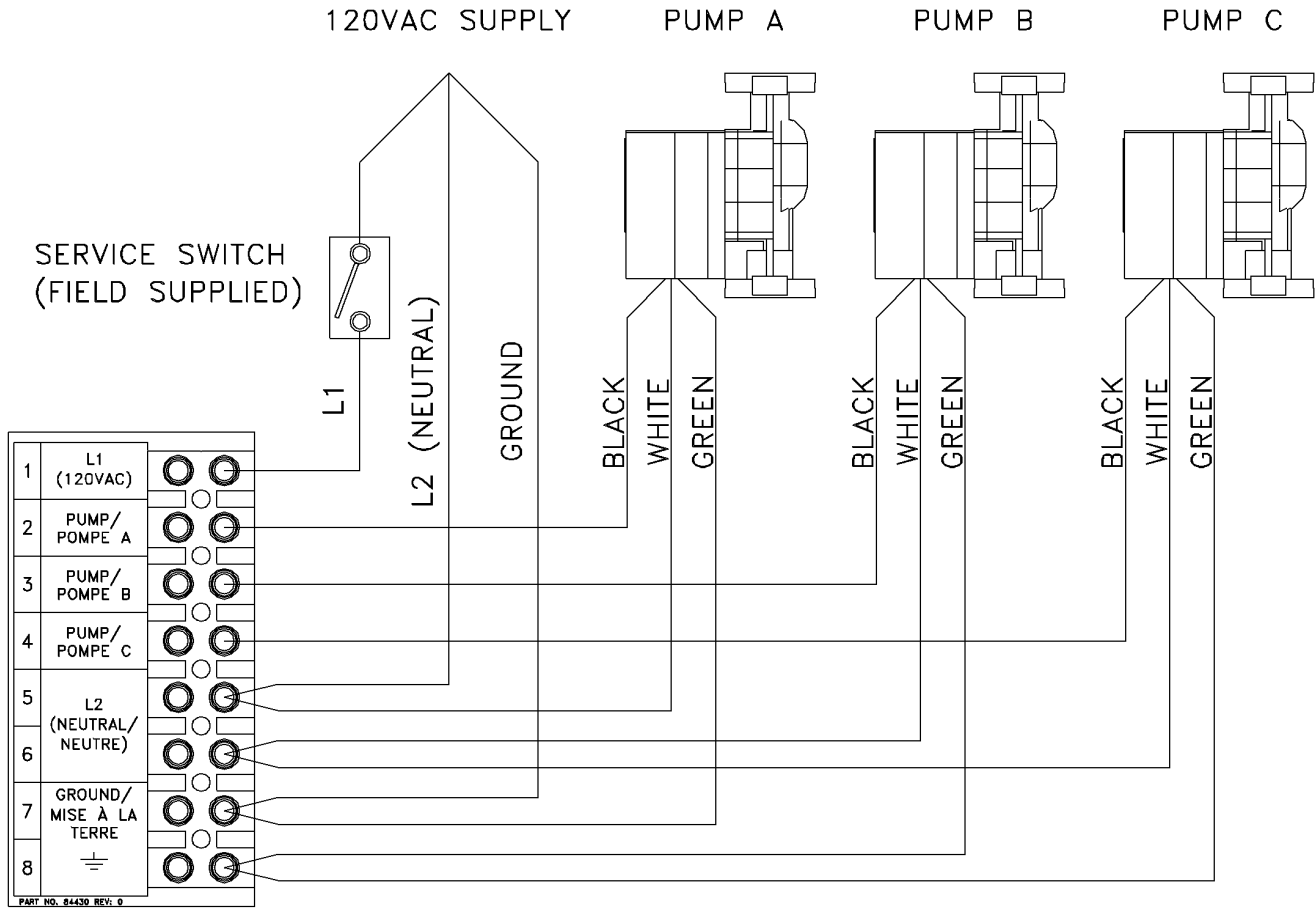 120VAC SUPPLY
PUMP A
PUMP B
PUMP C
SERVICE SWITCH
(FIELD SUPPLIED)
L1
L2 (NEUTRAL)
GROUND
BLACK
WHITE
GREEN
BLACK
WHITE
GREEN
BLACK
WHITE
GREEN
1
L1
(120VAC)
2
PUMP/
POMPE A
3
PUMP/
POMPE B
4
PUMP/
POMPE C
5
L2
(NEUTRAL/
NEUTRE)
6
7
GROUND/
MISE À LA
TERRE
8
PART NO. 84430 REV: 0